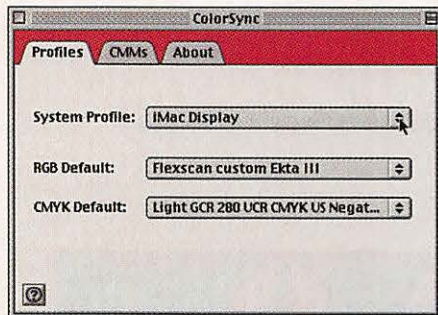 ColorSync
Profiles CMMs About
System Profile: iMac Display
RGB Default: Flexscan custom Ekta III
CMYK Default: Light GCR 280 UCR CMYK US Negat...
?